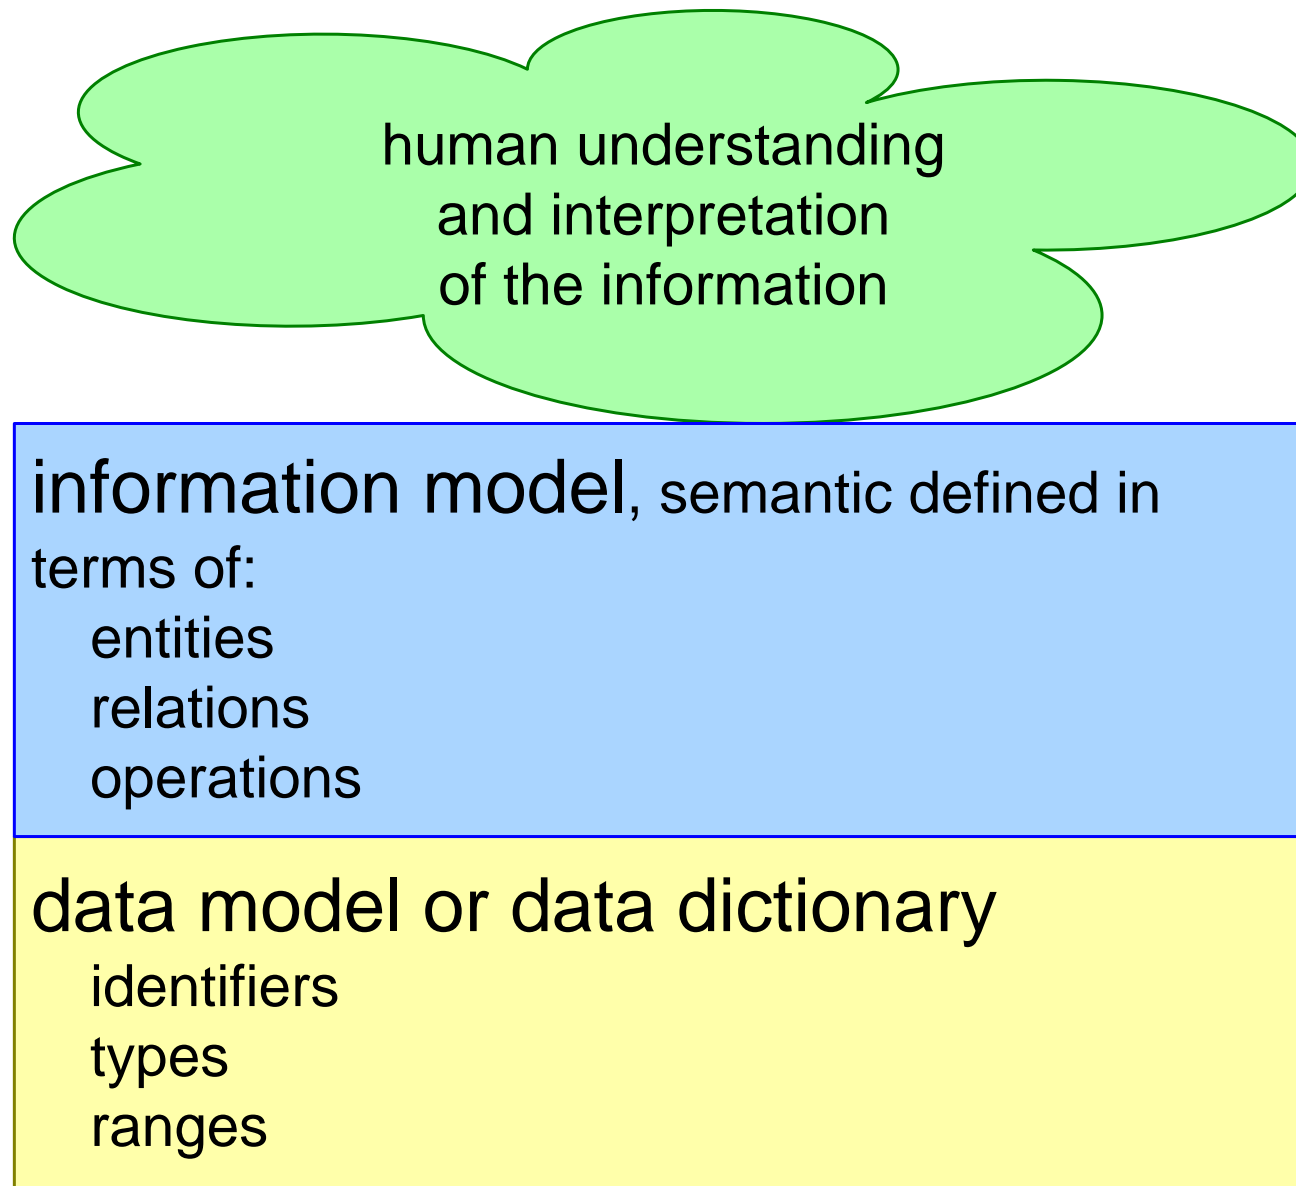 human understanding
and interpretation
of the information
information model, semantic defined in
terms of:
entities
relations
operations
data model or data dictionary
identifiers
types
ranges